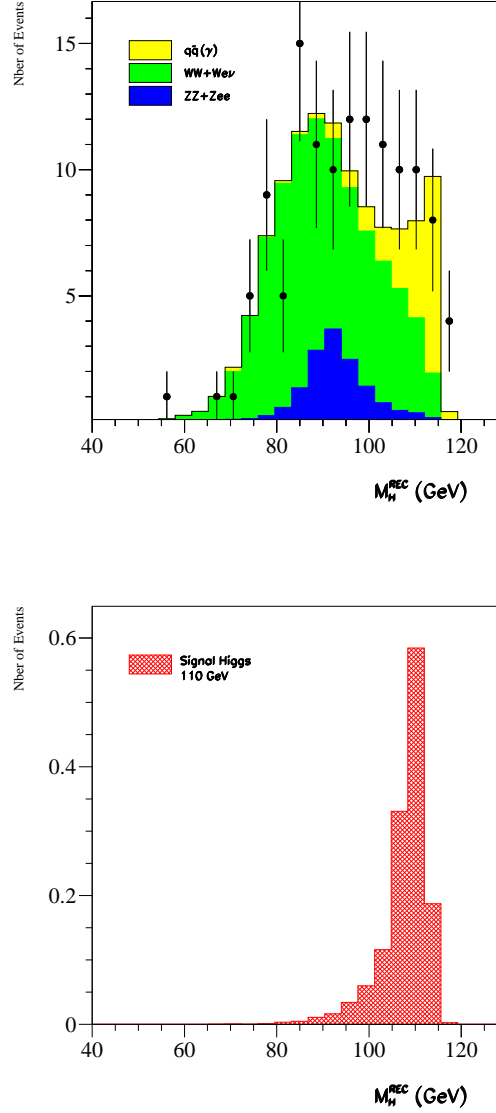 Nber of Events
15
10
5
qq̄(γ)
WW+Weν
ZZ+Zee
40 60 80 100 120
M_H^REC (GeV)
Nber of Events
0.6
0.4
0.2
0
Signal Higgs
110 GeV
40 60 80 100 120
M_H^REC (GeV)